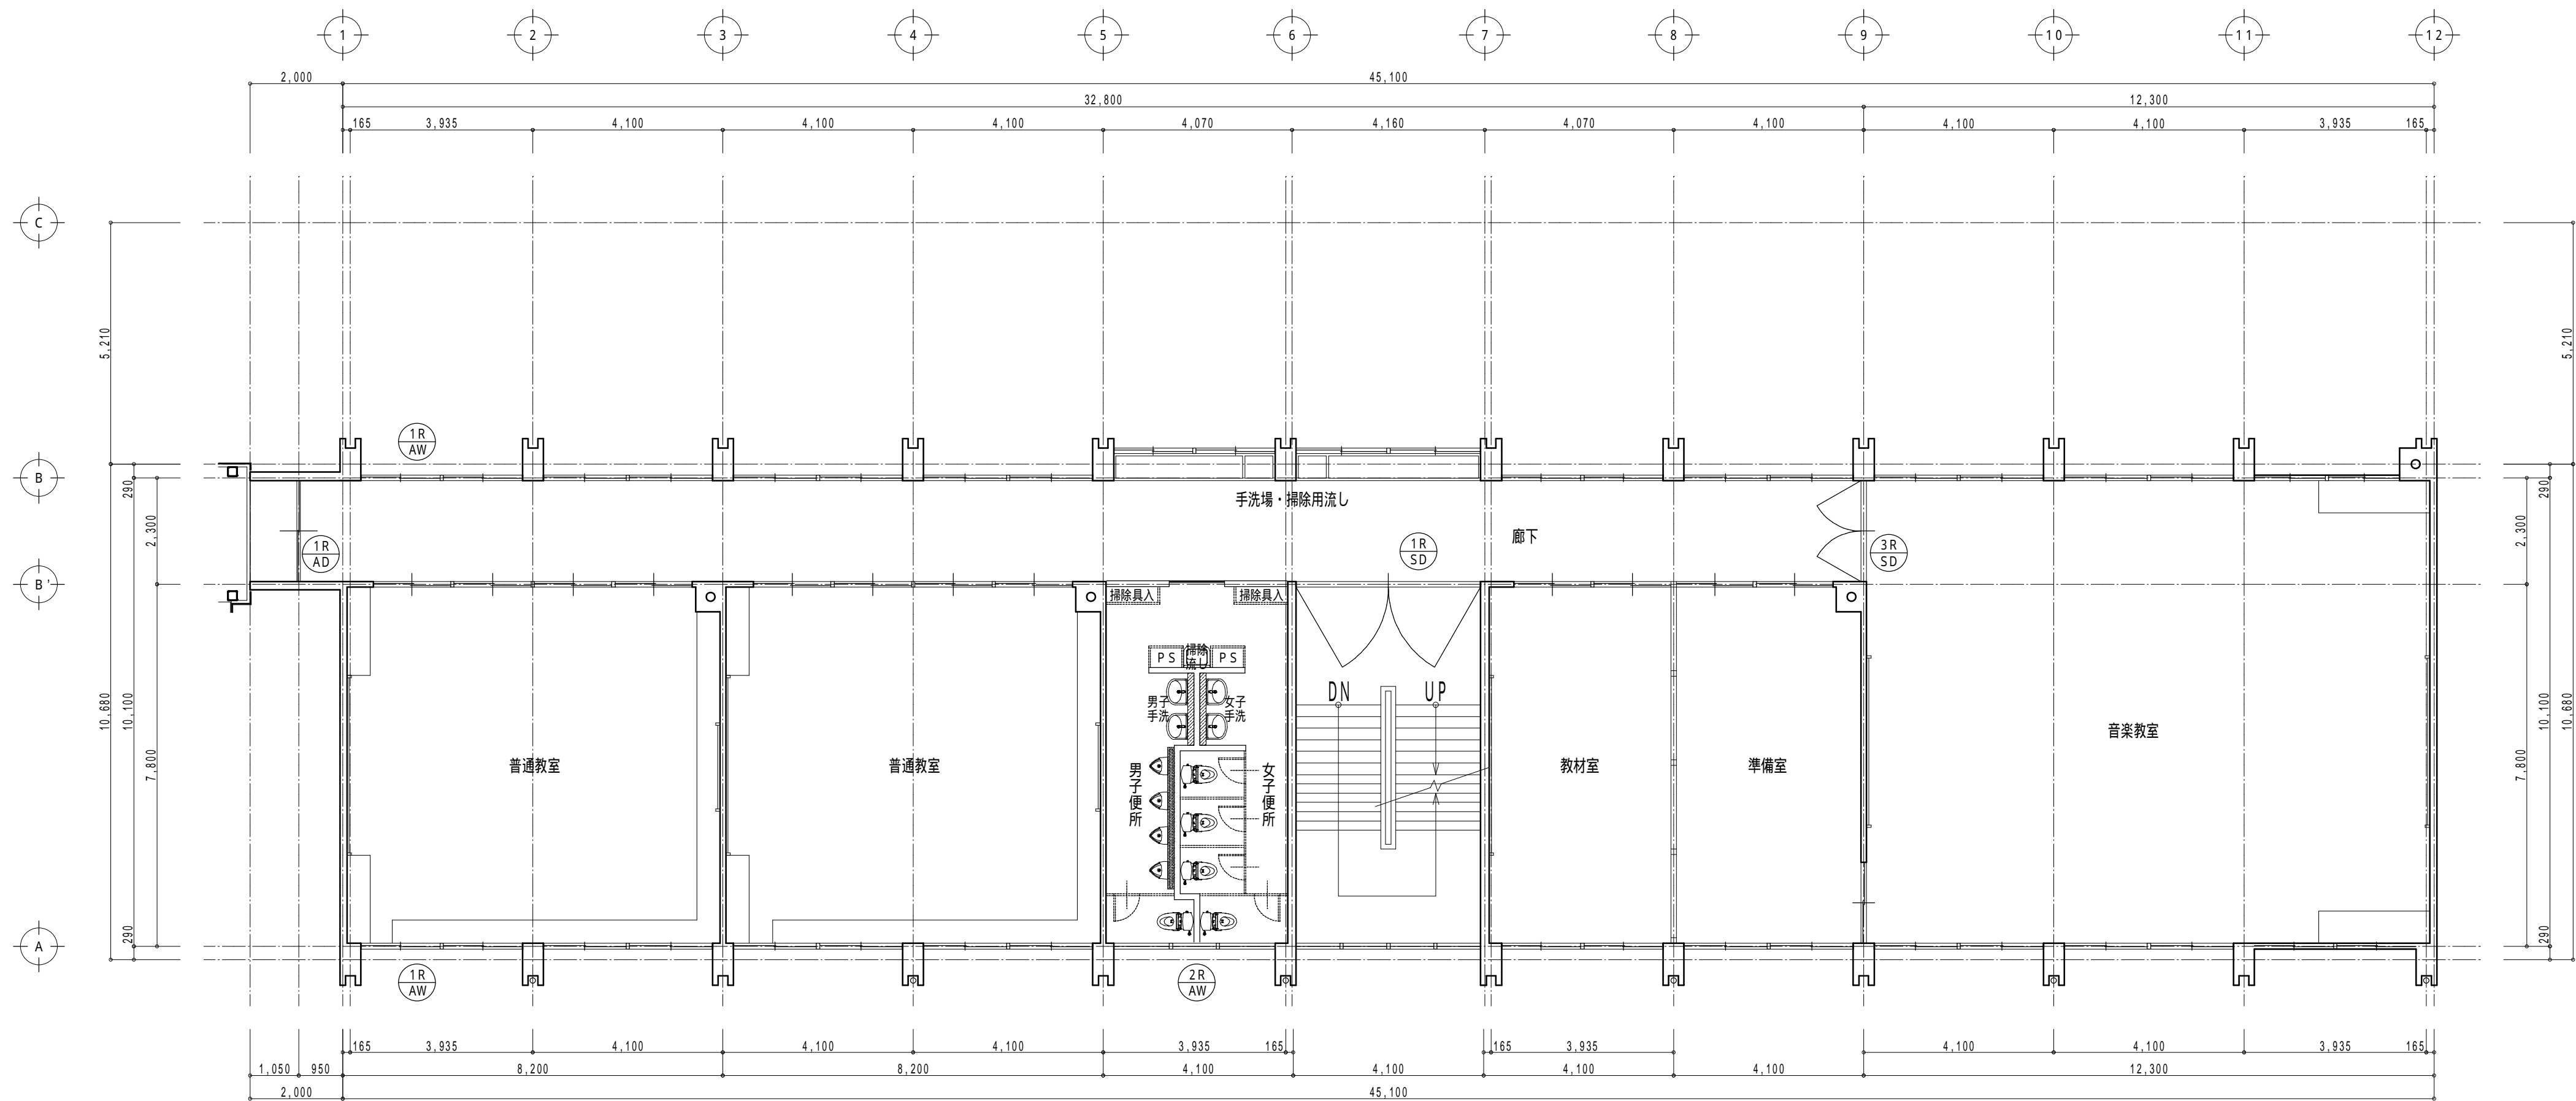 1 2 3 4 5 6 7 8 9 10 11 12
2,000 45,100
32,800 12,300
165 3,935 4,100 4,100 4,100 4,070 4,160 4,070 4,100 4,100 4,100 3,935 165
C
5,210 5,210
1R
AW
B
290 290
手洗場・掃除用流し
2,300 廊下 2,300
1R
AD
1R
SD
3R
SD
B'
掃除具入 掃除具入
PS 掃除
流し PS
DN UP
男子
手洗
女子
手洗
10,680 10,100 7,800
普通教室 普通教室 男子便所 女子便所 教材室 準備室 音楽教室
7,800 10,100 10,680
290 290
A
1R
AW
2R
AW
165 3,935 4,100 4,100 4,100 3,935 165 165 3,935 4,100 4,100 3,935 165
1,050 950 8,200 8,200 4,100 4,100 4,100 4,100 12,300
2,000 45,100